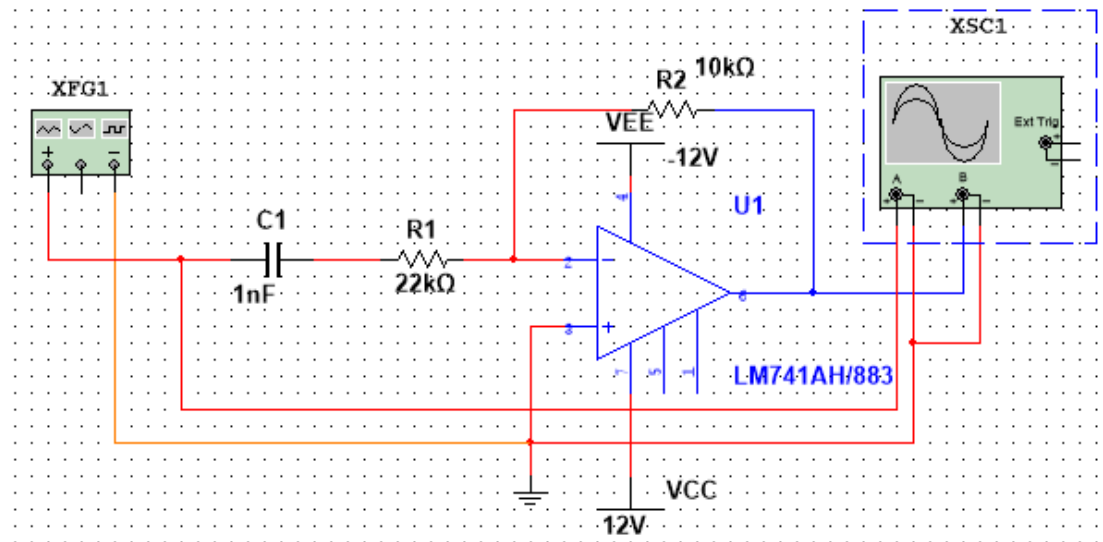 XSC1
XFG1
R2 10kΩ
Ext Trig
+
-
VEE
-12V
A
B
+ - + -
+ -
4
U1
C1
R1
1nF
22kΩ
2
-
6
3
+
7
5
1
LM741AH/883
VCC
12V